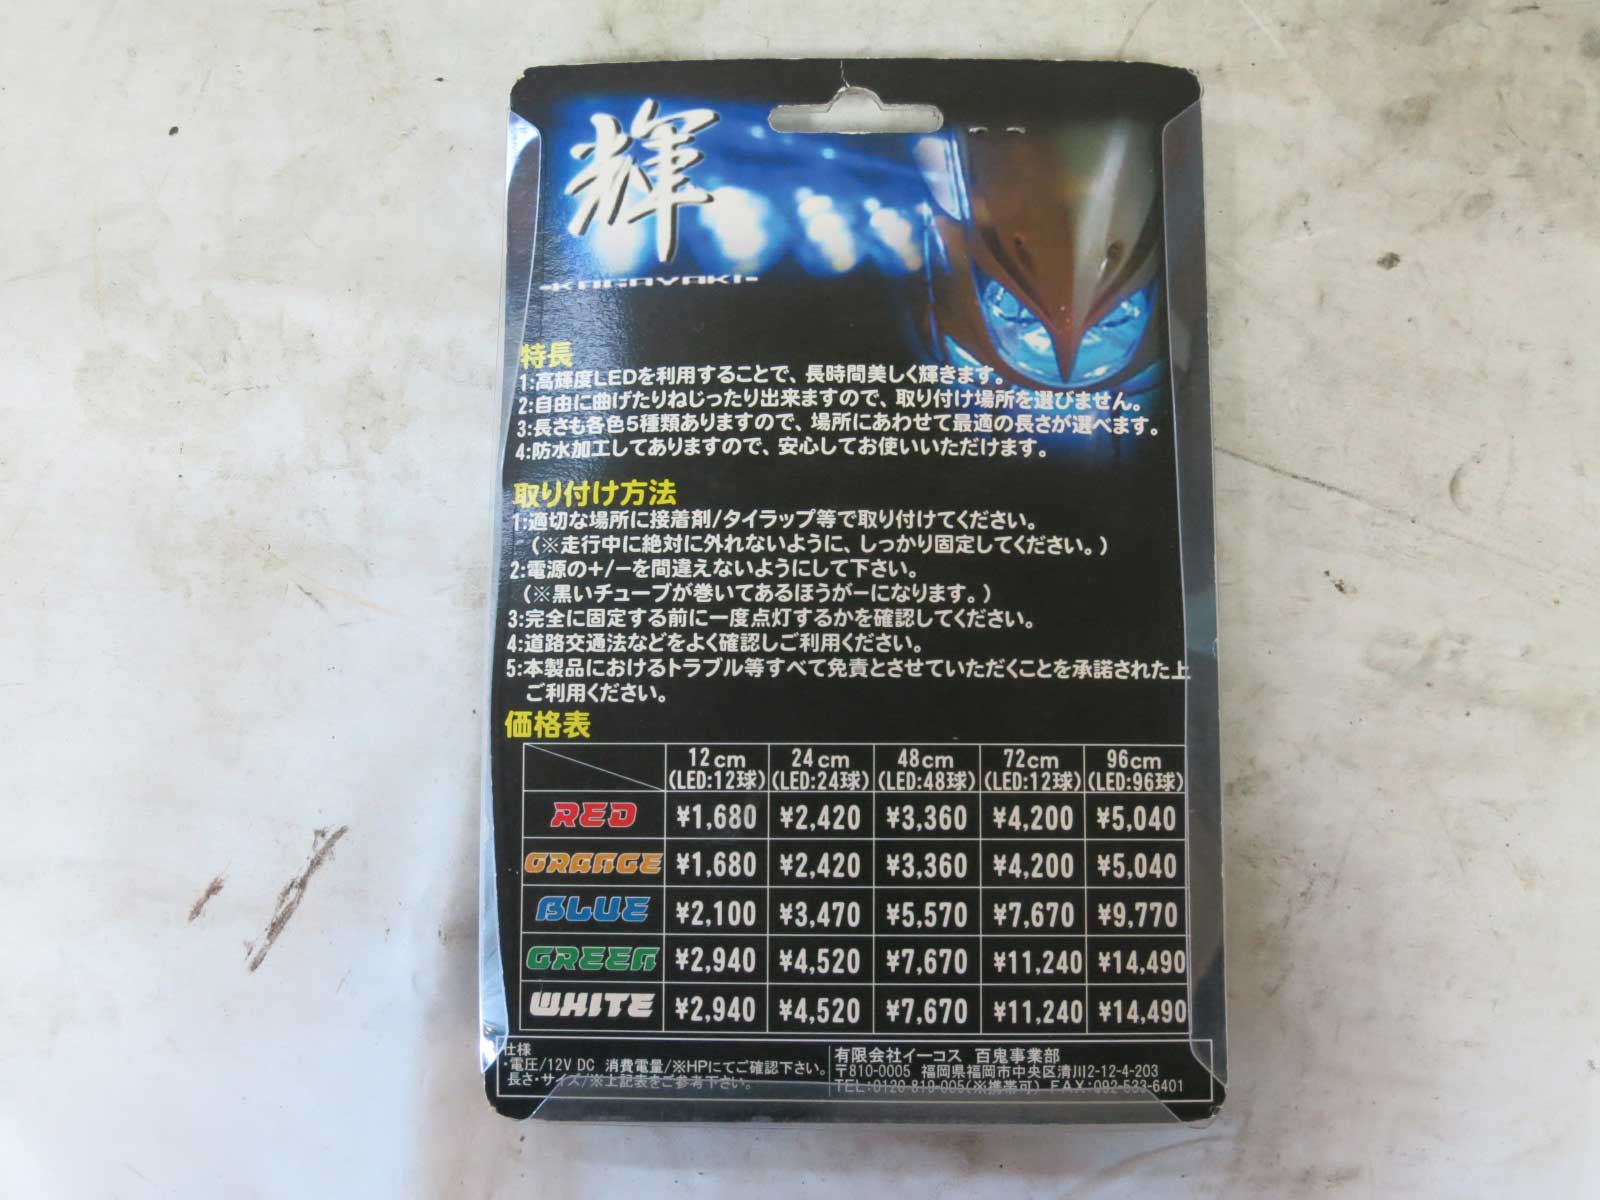 輝
-KAGAYAKI-
特長
1:高輝度LEDを利用することで、長時間美しく輝きます。
2:自由に曲げたりねじったり出来ますので、取り付け場所を選びません。
3:長さも各色5種類ありますので、場所にあわせて最適の長さが選べます。
4:防水加工してありますので、安心してお使いいただけます。
取り付け方法
1:適切な場所に接着剤/タイラップ等で取り付けてください。
(※走行中に絶対に外れないように、しっかり固定してください。)
2:電源の+/ーを間違えないようにして下さい。
(※黒いチューブが巻いてあるほうがーになります。)
3:完全に固定する前に一度点灯するかを確認してください。
4:道路交通法などをよく確認しご利用ください。
5:本製品におけるトラブル等すべて免責とさせていただくことを承諾された上
ご利用ください。
価格表
12cm 24cm 48cm 72cm 96cm
(LED:12球) (LED:24球) (LED:48球) (LED:12球) (LED:96球)
RED ¥1,680 ¥2,420 ¥3,360 ¥4,200 ¥5,040
ORANGE ¥1,680 ¥2,420 ¥3,360 ¥4,200 ¥5,040
BLUE ¥2,100 ¥3,470 ¥5,570 ¥7,670 ¥9,770
GREEN ¥2,940 ¥4,520 ¥7,670 ¥11,240 ¥14,490
WHITE ¥2,940 ¥4,520 ¥7,670 ¥11,240 ¥14,490
仕様
・電圧/12V DC 消費電量/※HPにてご確認下さい。
長さ・サイズ/※上記表をご参考下さい。
有限会社イーコス 百鬼事業部
〒810-0005 福岡県福岡市中央区清川2-12-4-203
TEL:0120-819-005(※携帯可) FAX:092-533-6401